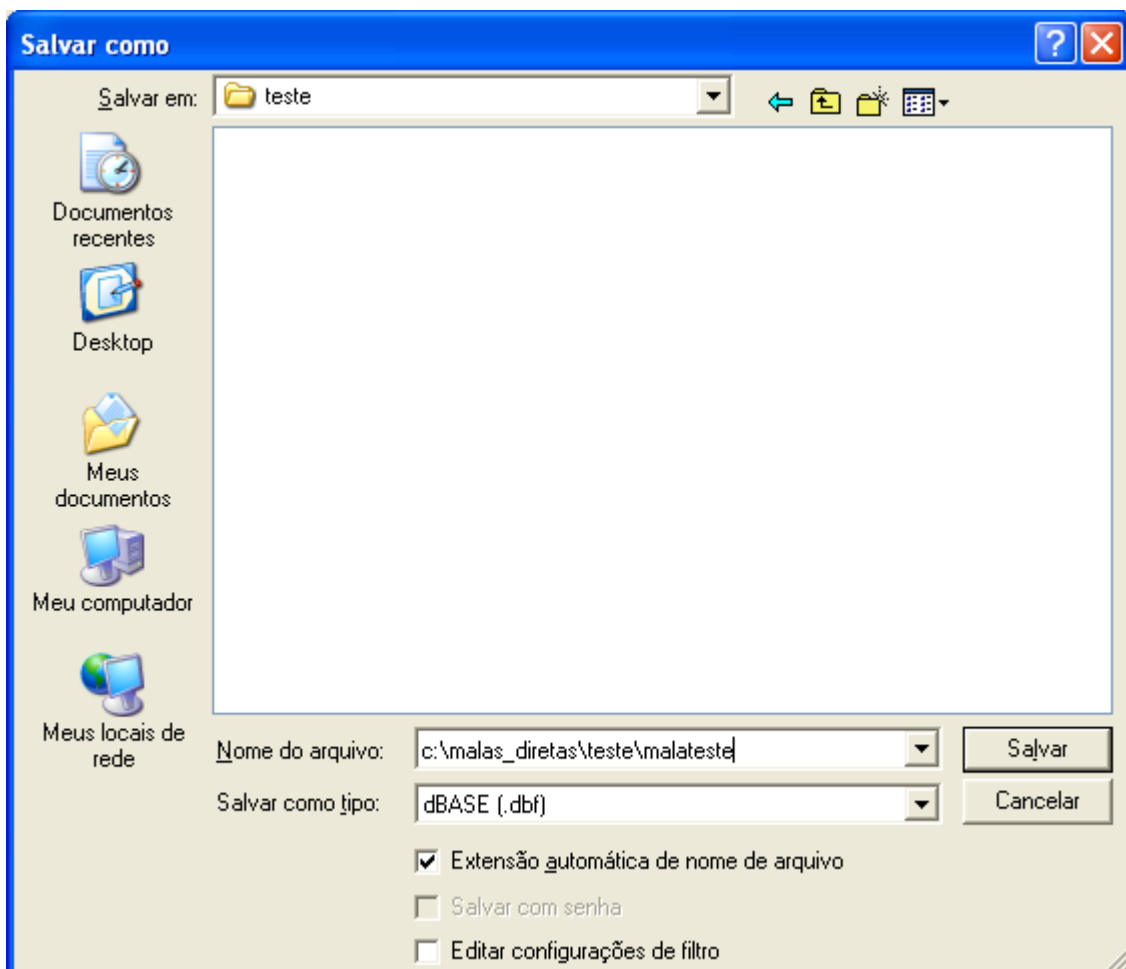 Salvar como
Salvar em:
teste
Documentos
recentes
Desktop
Meus
documentos
Meu computador
Meus locais de
rede
Nome do arquivo:
c:\malas_diretas\teste\malateste
Salvar
Salvar como tipo:
dBASE (.dbf)
Cancelar
Extensão automática de nome de arquivo
Salvar com senha
Editar configurações de filtro